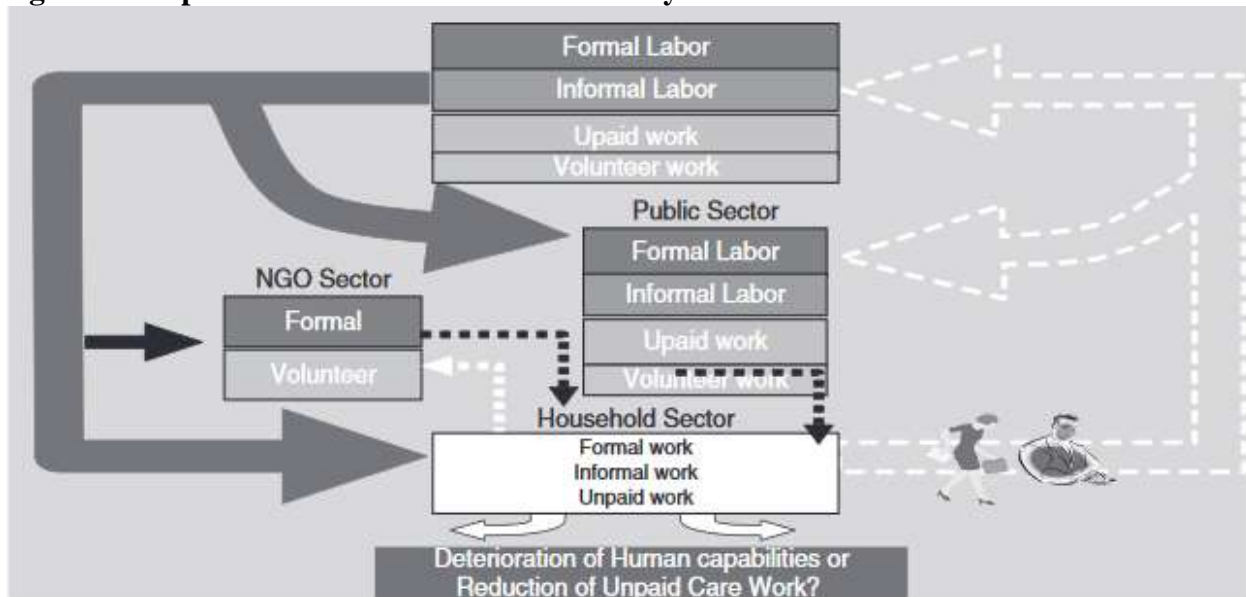 Formal Labor
Informal Labor
Upaid work
Volunteer work
Public Sector
Formal Labor
Informal Labor
Upaid work
Volunteer work
NGO Sector
Formal
Volunteer
Household Sector
Formal work
Informal work
Unpaid work
Deterioration of Human capabilities or
Reduction of Unpaid Care Work?